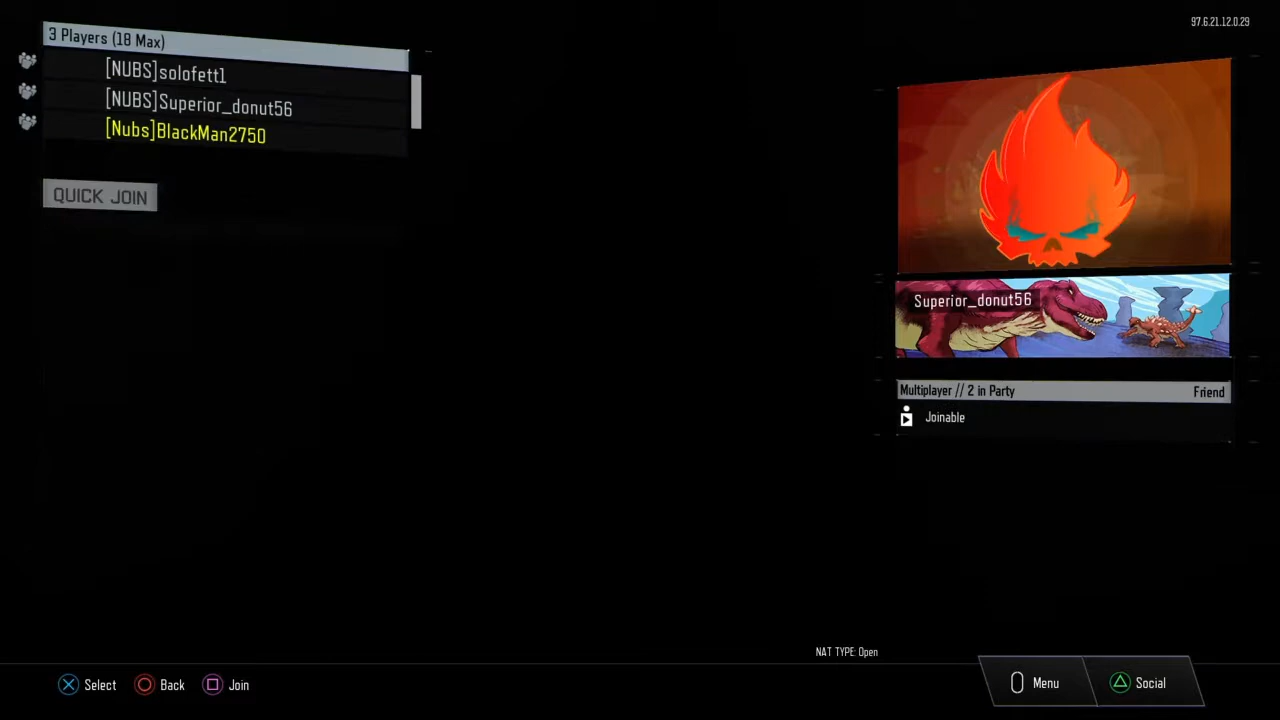 97.6.21.12.0.29
3 Players (18 Max)
[NUBS]solofett1
[NUBS]Superior_donut56
[Nubs]BlackMan2750
QUICK JOIN
Superior_donut56
Multiplayer // 2 in Party Friend
Joinable
NAT TYPE: Open
Select Back Join Menu Social